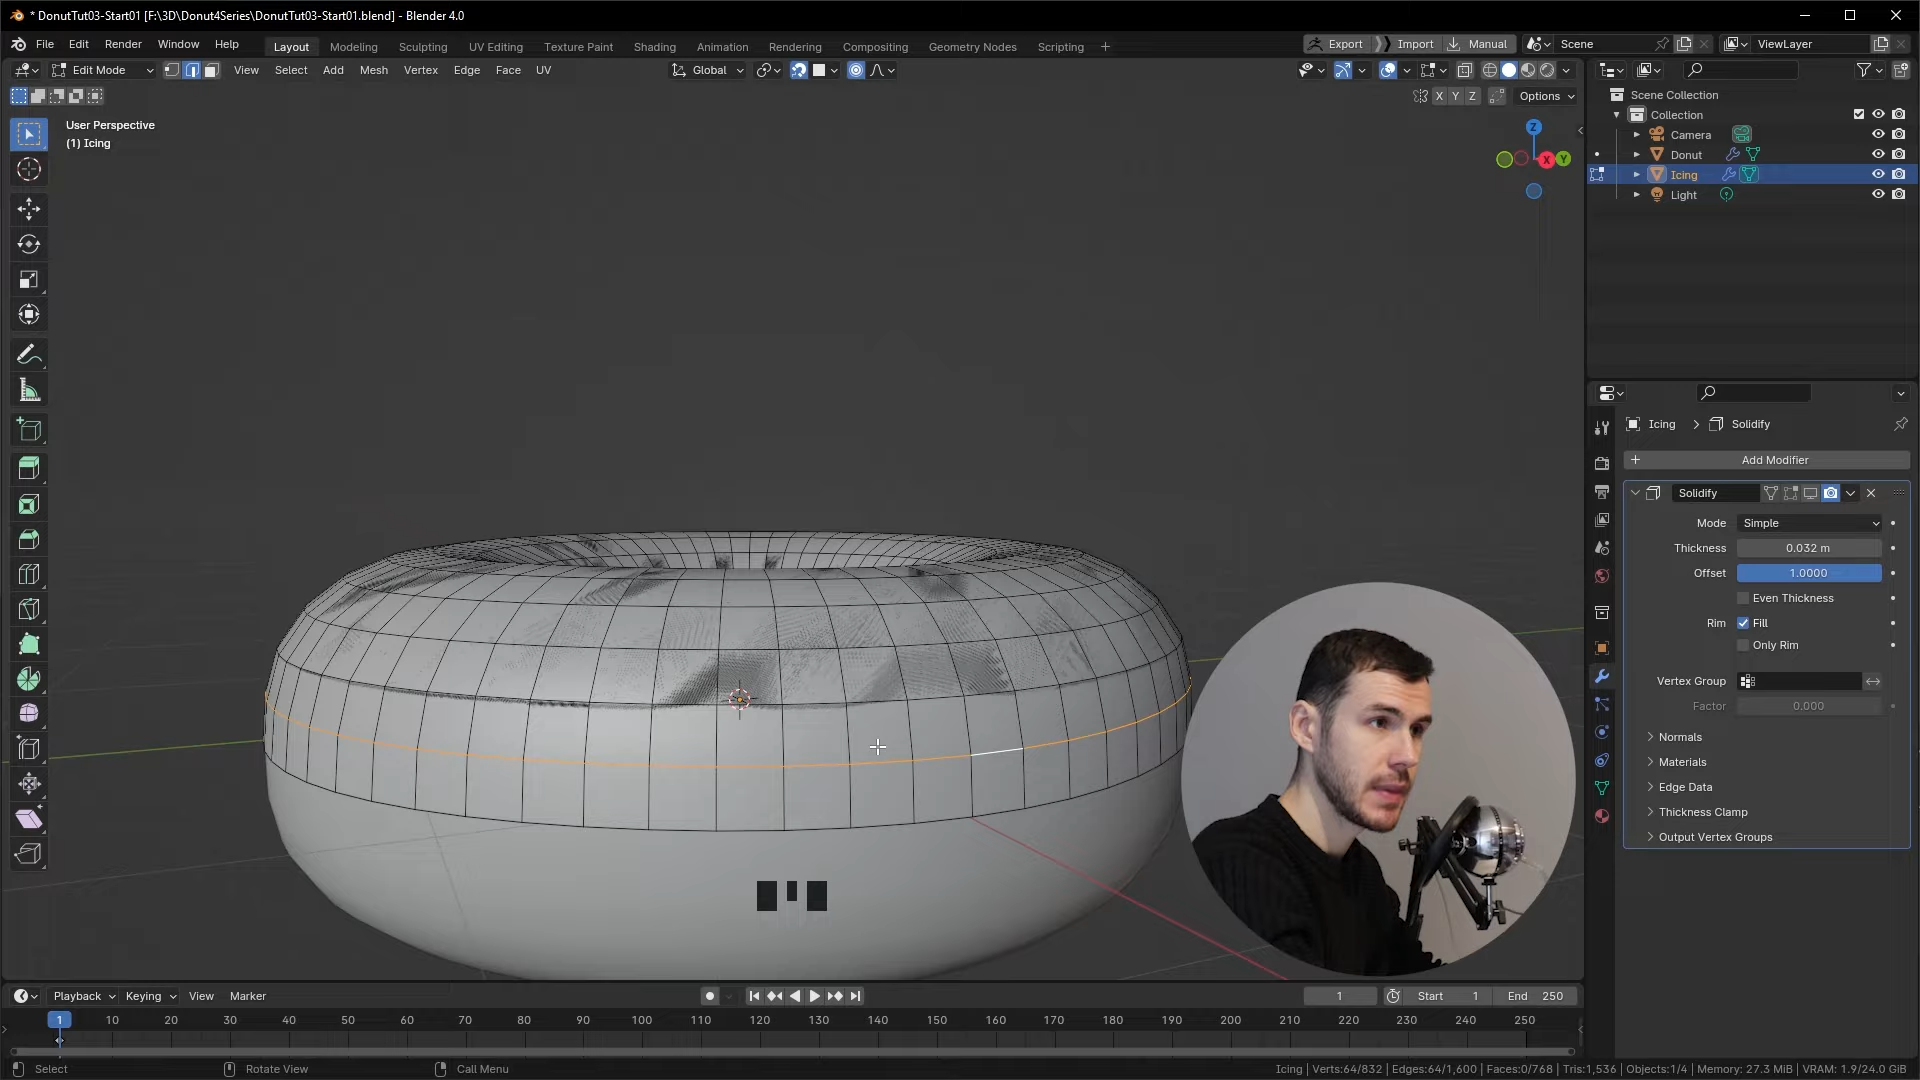 * DonutTut03-Start01 [F:\3D\Donut4Series\DonutTut03-Start01.blend] - Blender 4.0
File Edit Render Window Help Layout Modeling Sculpting UV Editing Texture Paint Shading Animation Rendering Compositing Geometry Nodes Scripting + Export Import Manual Scene ViewLayer
Edit Mode View Select Add Mesh Vertex Edge Face UV Global
X Y Z Options
User Perspective
(1) Icing
Z
X Y
Scene Collection
Collection
Camera
Donut
Icing
Light
Icing > Solidify
+ Add Modifier
Solidify
Mode Simple
Thickness 0.032 m
Offset 1.0000
Even Thickness
Rim Fill
Only Rim
Vertex Group
Factor 0.000
Normals
Materials
Edge Data
Thickness Clamp
Output Vertex Groups
Playback Keying View Marker 1 Start 1 End 250
1 10 20 30 40 50 60 70 80 90 100 110 120 130 140 150 160 170 180 190 200 210 220 230 240 250
Select Rotate View Call Menu Icing | Verts:64/832 | Edges:64/1,600 | Faces:0/768 | Tris:1,536 | Objects:1/4 | Memory: 27.3 MiB | VRAM: 1.9/24.0 GiB